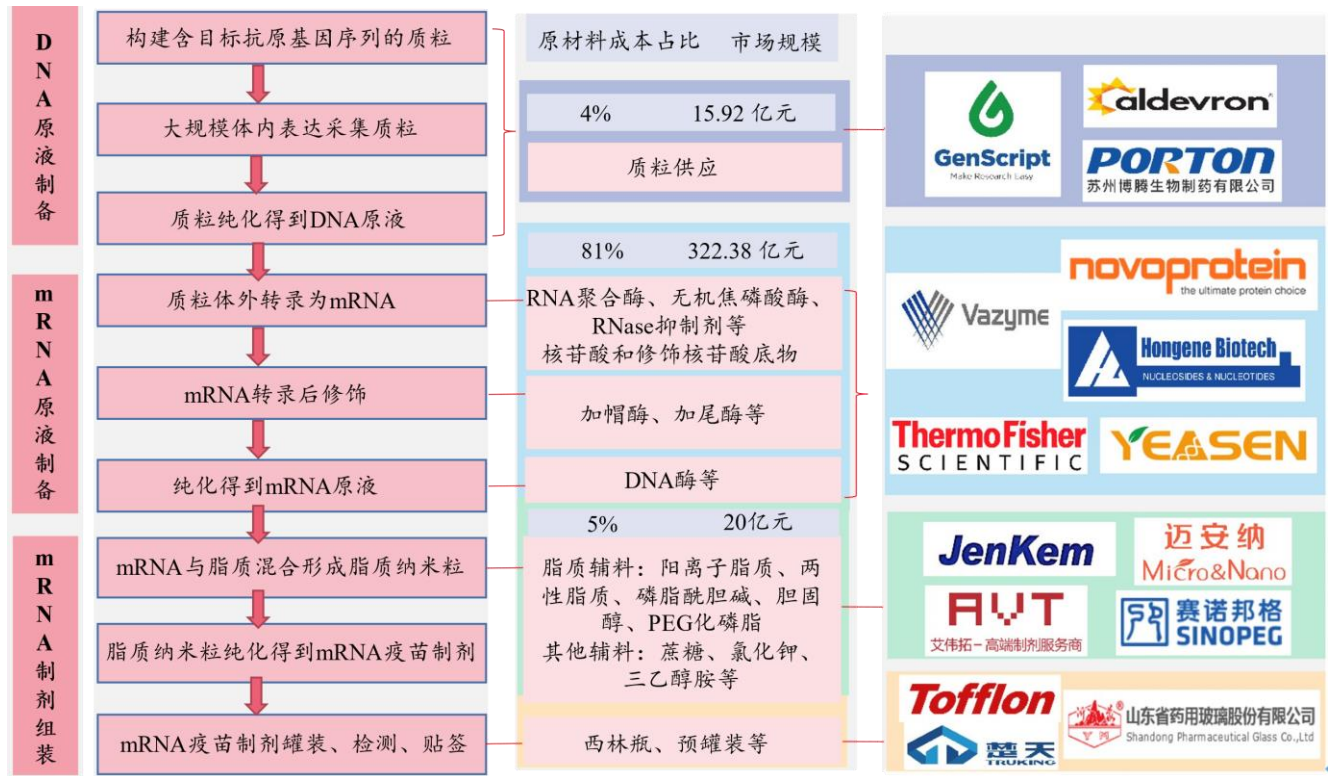 DNA原液制备
构建含目标抗原基因序列的质粒
大规模体内表达采集质粒
质粒纯化得到DNA原液
mRNA原液制备
质粒体外转录为mRNA
mRNA转录后修饰
纯化得到mRNA原液
mRNA制剂组装
mRNA与脂质混合形成脂质纳米粒
脂质纳米粒纯化得到mRNA疫苗制剂
mRNA疫苗制剂罐装、检测、贴签
原材料成本占比 市场规模
4% 15.92 亿元
质粒供应
81% 322.38 亿元
RNA聚合酶、无机焦磷酸酶、
RNase抑制剂等
核苷酸和修饰核苷酸底物
加帽酶、加尾酶等
DNA酶等
5% 20亿元
脂质辅料：阳离子脂质、两
性脂质、磷脂酰胆碱、胆固
醇、PEG化磷脂
其他辅料：蔗糖、氯化钾、
三乙醇胺等
西林瓶、预罐装等
GenScript
Make Research Easy
aldevron
PORTON
苏州博腾生物制药有限公司
Vazyme
novoprotein
the ultimate protein choice
Hongene Biotech
NUCLEOSIDES & NUCLEOTIDES
ThermoFisher
SCIENTIFIC
YEASEN
JenKem
迈安纳
Micro&Nano
AVT
艾伟拓-高端制剂服务商
赛诺邦格
SINOPEG
Tofflon
楚天
TRUKING
山东省药用玻璃股份有限公司
Shandong Pharmaceutical Glass Co.,Ltd